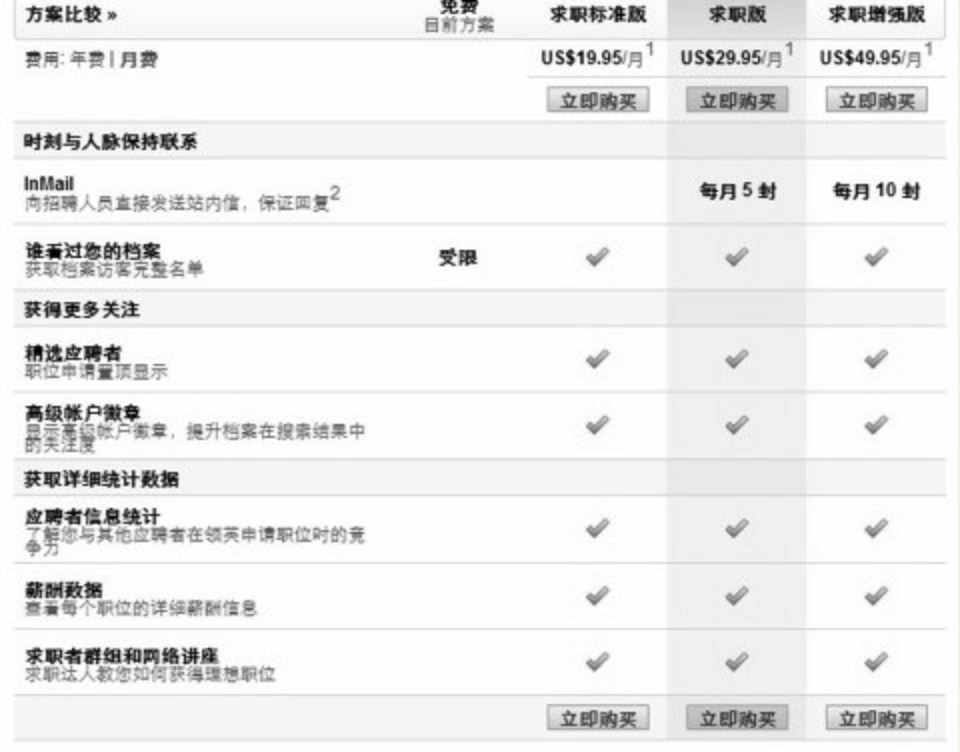 方案比较 »
免费
目前方案
求职标准版
求职版
求职增强版
费用: 年费 | 月费
US$19.95/月1
US$29.95/月1
US$49.95/月1
立即购买
立即购买
立即购买
时刻与人脉保持联系
InMail
向招聘人员直接发送站内信，保证回复2
每月 5 封
每月 10 封
谁看过您的档案
获取档案访客完整名单
受限
获得更多关注
精选应聘者
职位申请置顶显示
高级帐户徽章
显示高级帐户徽章，提升档案在搜索结果中
的关注度
获取详细统计数据
应聘者信息统计
了解您与其他应聘者在领英申请职位时的竞
争力
薪酬数据
查看每个职位的详细薪酬信息
求职者群组和网络讲座
求职达人教您如何获得理想职位
立即购买
立即购买
立即购买